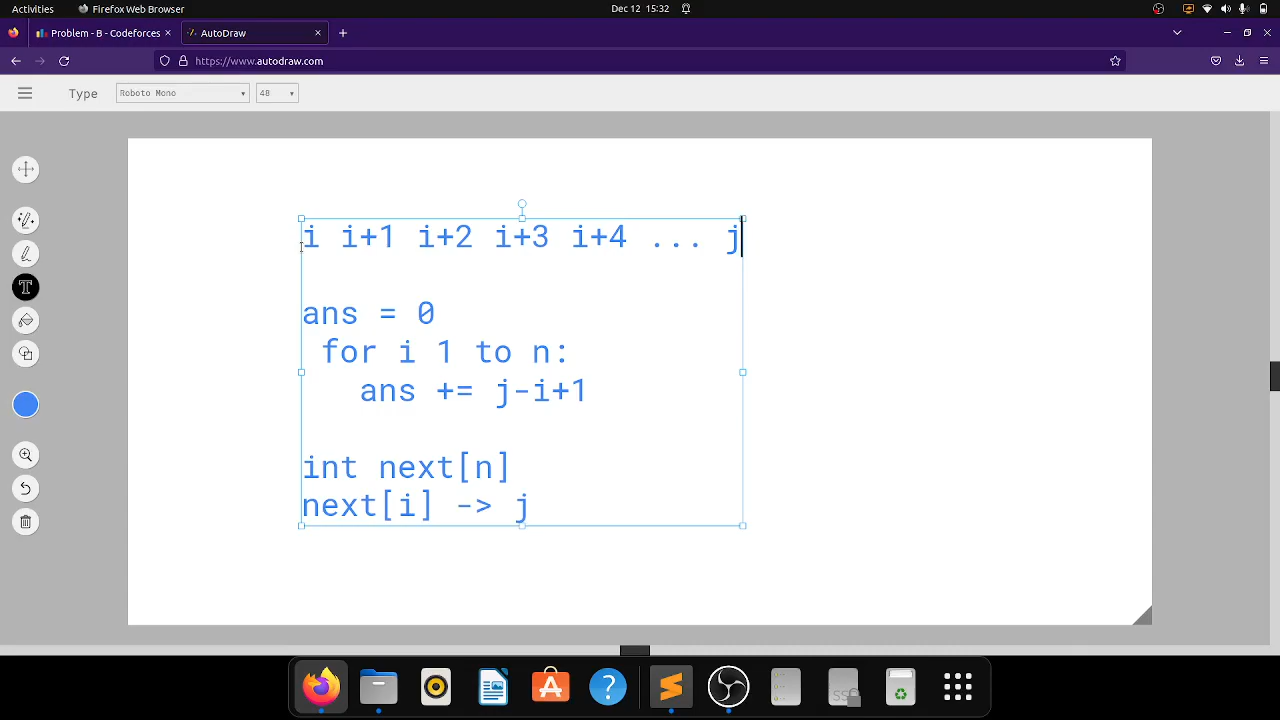 Activities
Firefox Web Browser
Dec 12 15:32
Problem - B - Codeforces
AutoDraw
https://www.autodraw.com
Type
Roboto Mono
48
i i+1 i+2 i+3 i+4 ... j
ans = 0
for i 1 to n:
ans += j-i+1
int next[n]
next[i] -> j